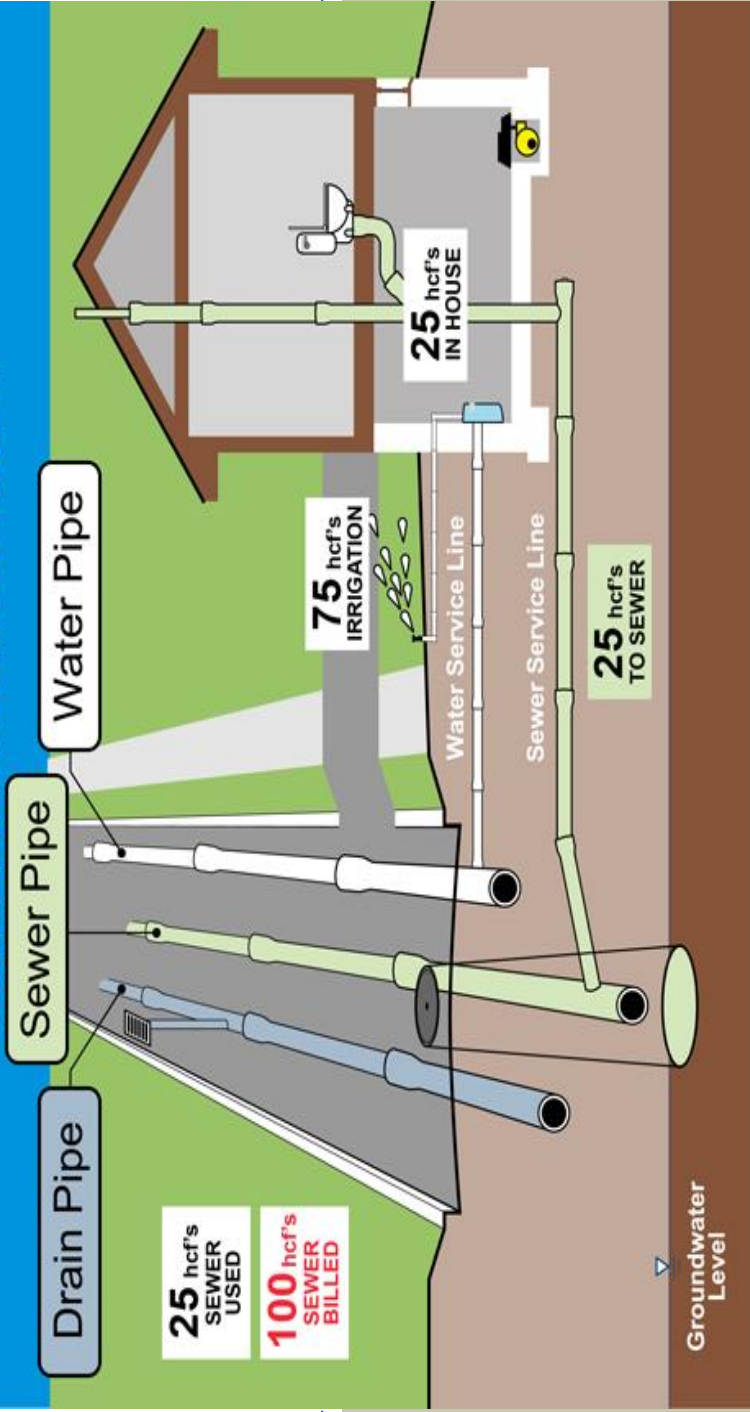 Drain Pipe
Sewer Pipe
Water Pipe
25 hcf's
SEWER
USED
100 hcf's
SEWER
BILLED
75 hcf's
IRRIGATION
25 hcf's
IN HOUSE
Water Service Line
Sewer Service Line
25 hcf's
TO SEWER
Groundwater
Level